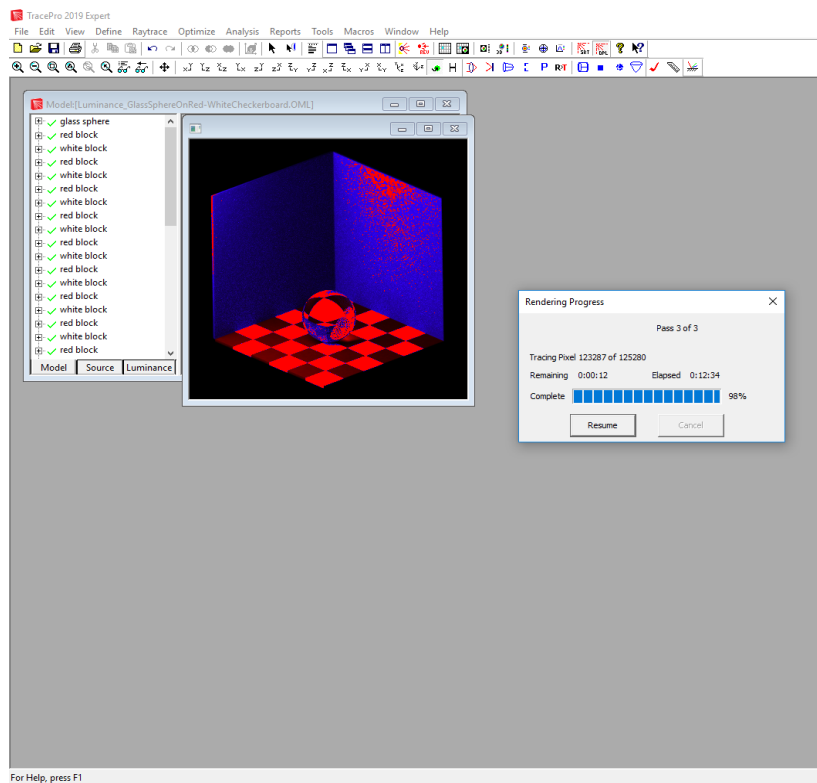 TracePro 2019 Expert
File Edit View Define Raytrace Optimize Analysis Reports Tools Macros Window Help
Model:[Luminance_GlassSphereOnRed-WhiteCheckerboard.OML]
glass sphere
red block
white block
red block
white block
red block
white block
red block
white block
red block
white block
red block
white block
red block
white block
red block
white block
red block
Model Source Luminance
Rendering Progress
Pass 3 of 3
Tracing Pixel 123287 of 125280
Remaining 0:00:12 Elapsed 0:12:34
Complete 98%
Resume Cancel
For Help, press F1